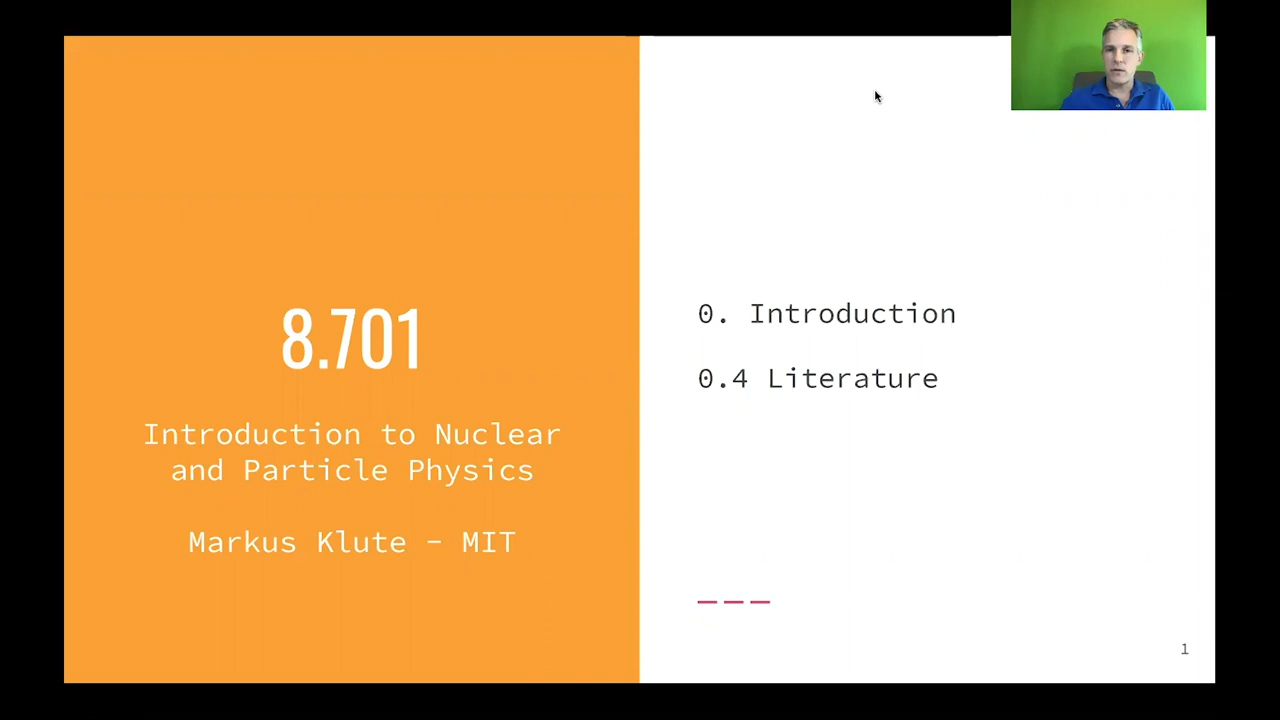 8.701
Introduction to Nuclear
and Particle Physics
Markus Klute - MIT
0. Introduction
0.4 Literature
1